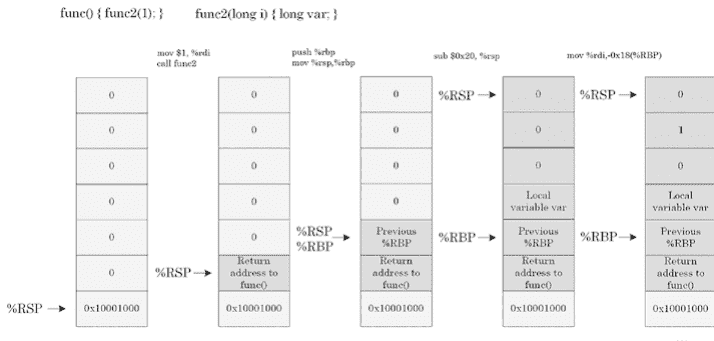 func() { func2(1); }
func2(long i) { long var; }
mov $1, %rdi
call func2
push %rbp
mov %rsp,%rbp
sub $0x20, %rsp
mov %rdi,-0x18(%RBP)
0
0
0
0
0
0
%RSP
0x10001000
0
0
0
0
0
%RSP
Return
address to
func()
0x10001000
0
0
0
0
%RSP
%RBP
Previous
%RBP
Return
address to
func()
0x10001000
%RSP
0
0
0
Local
variable var
%RBP
Previous
%RBP
Return
address to
func()
0x10001000
%RSP
0
1
0
Local
variable var
%RBP
Previous
%RBP
Return
address to
func()
0x10001000